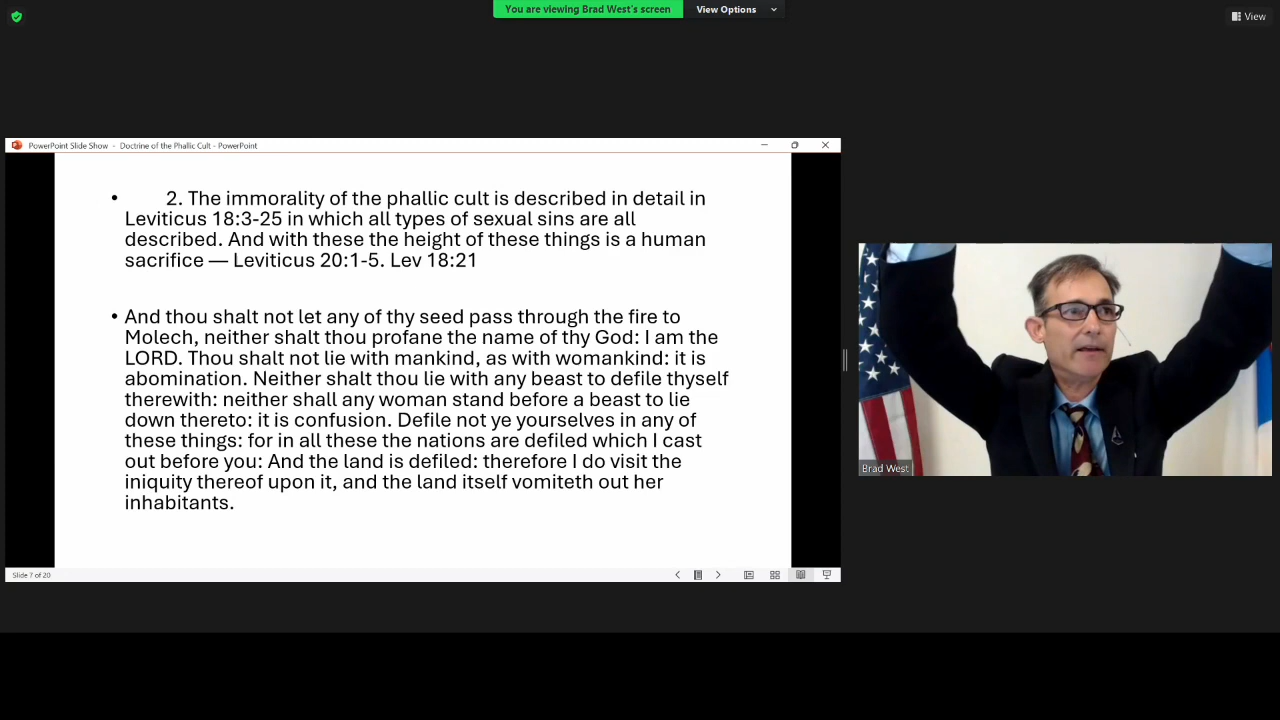 You are viewing Brad West's screen
View Options
View
PowerPoint Slide Show - Doctrine of the Phallic Cult - PowerPoint
• 2. The immorality of the phallic cult is described in detail in
Leviticus 18:3-25 in which all types of sexual sins are all
described. And with these the height of these things is a human
sacrifice — Leviticus 20:1-5. Lev 18:21
• And thou shalt not let any of thy seed pass through the fire to
Molech, neither shalt thou profane the name of thy God: I am the
LORD. Thou shalt not lie with mankind, as with womankind: it is
abomination. Neither shalt thou lie with any beast to defile thyself
therewith: neither shall any woman stand before a beast to lie
down thereto: it is confusion. Defile not ye yourselves in any of
these things: for in all these the nations are defiled which I cast
out before you: And the land is defiled: therefore I do visit the
iniquity thereof upon it, and the land itself vomiteth out her
inhabitants.
Slide 7 of 20
Brad West